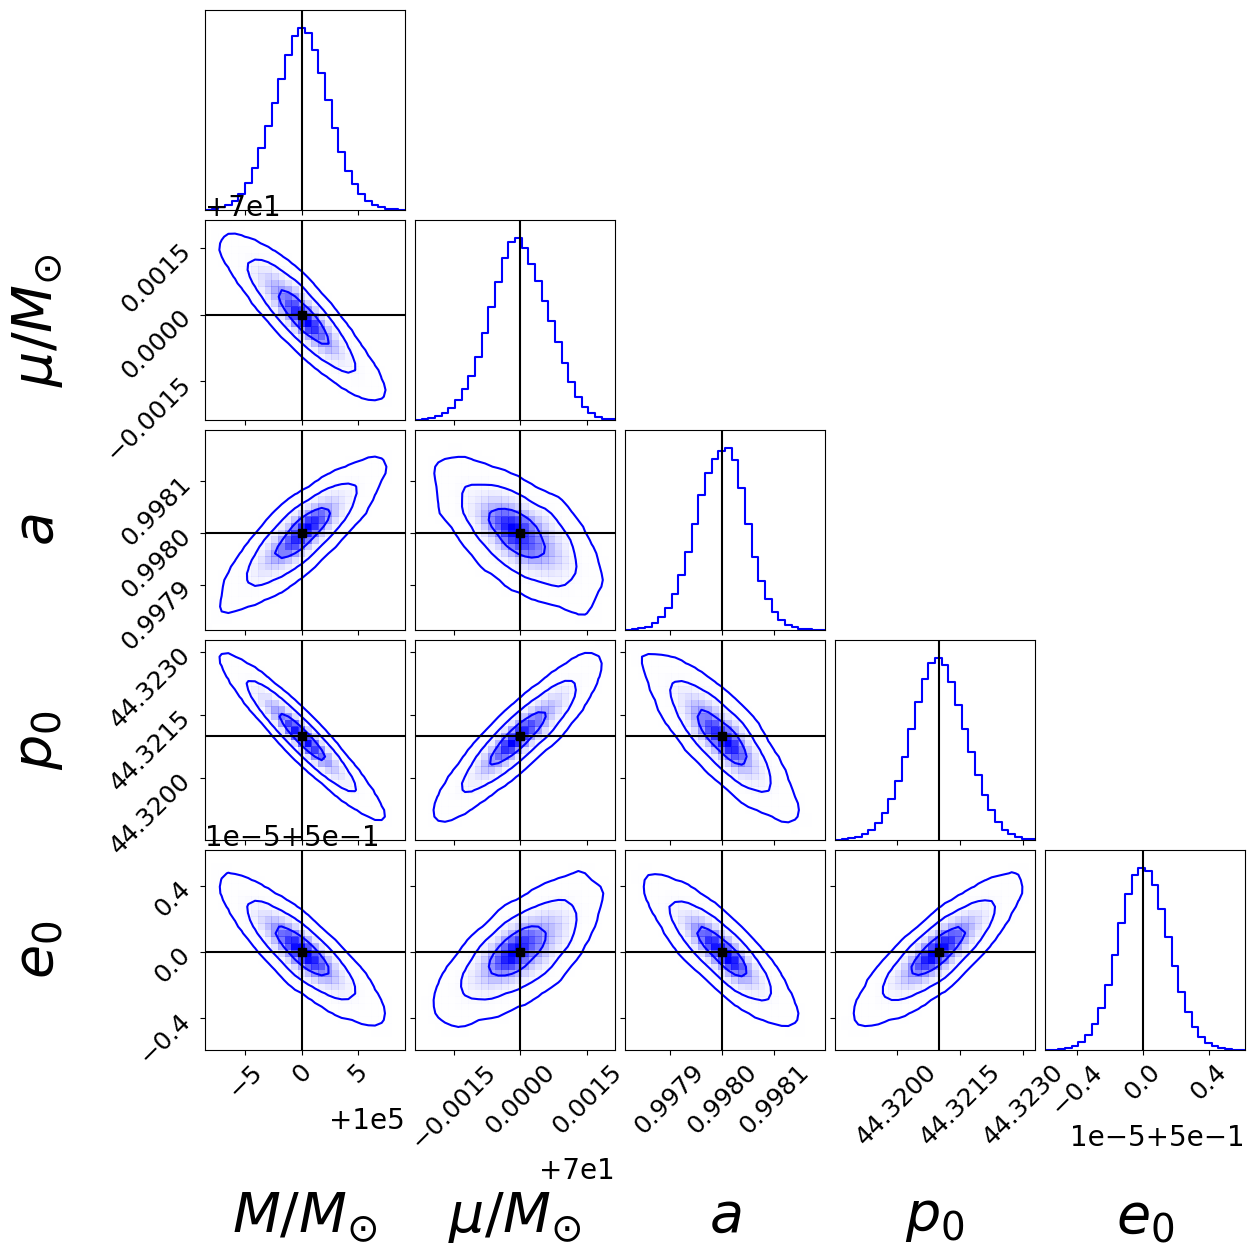 +7e1
μ/M⊙
0.0015
0.0000
−0.0015
a
0.9981
0.9980
0.9979
p₀
44.3230
44.3215
44.3200
1e−5+5e−1
e₀
0.4
0.0
−0.4
−5 0 5
−0.0015 0.0000 0.0015
0.9979 0.9980 0.9981
44.3200 44.3215 44.3230
−0.4 0.0 0.4
+1e5
1e−5+5e−1
+7e1
M/M⊙ μ/M⊙ a p₀ e₀